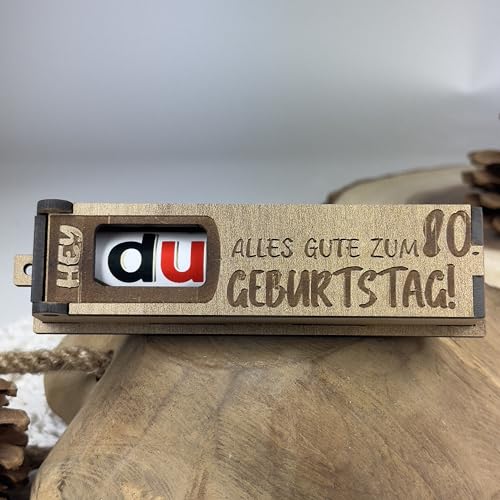 HEY
du
ALLES GUTE ZUM 80.
GEBURTSTAG!